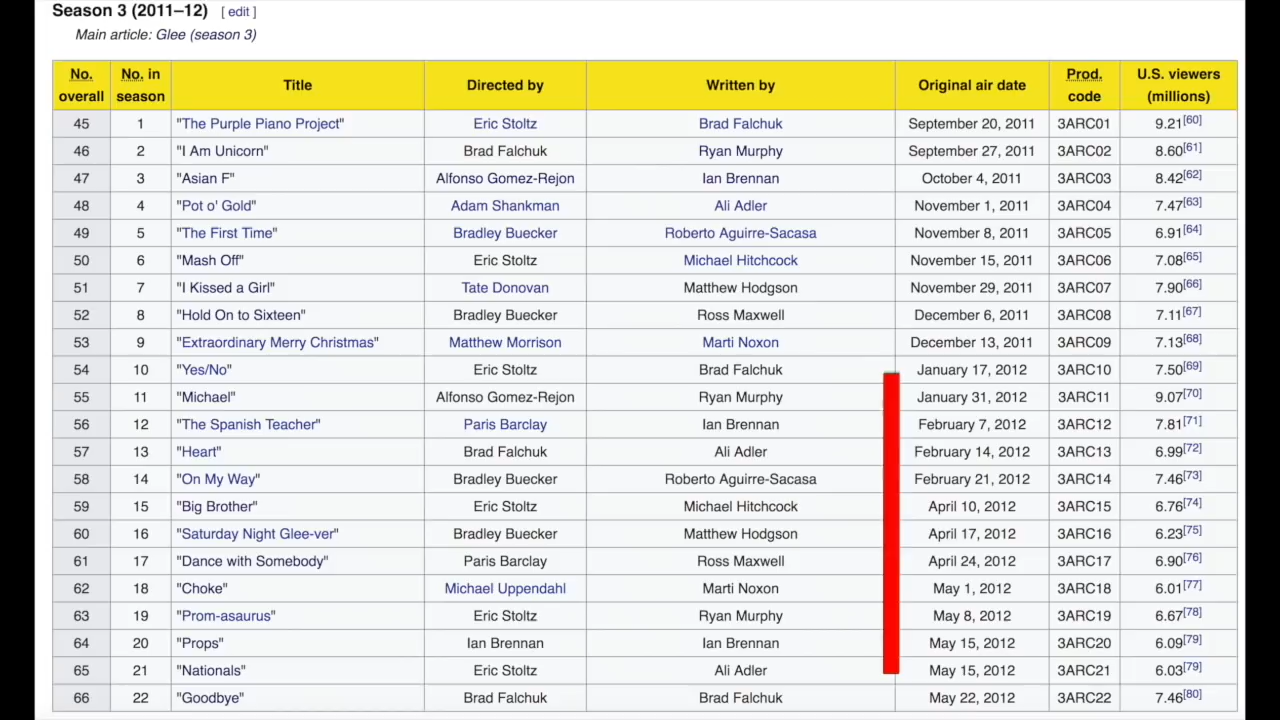 Season 3 (2011–12) [ edit ]
Main article: Glee (season 3)
No. overall No. in season Title Directed by Written by Original air date Prod. code U.S. viewers (millions)
45 1 "The Purple Piano Project" Eric Stoltz Brad Falchuk September 20, 2011 3ARC01 9.21[60]
46 2 "I Am Unicorn" Brad Falchuk Ryan Murphy September 27, 2011 3ARC02 8.60[61]
47 3 "Asian F" Alfonso Gomez-Rejon Ian Brennan October 4, 2011 3ARC03 8.42[62]
48 4 "Pot o' Gold" Adam Shankman Ali Adler November 1, 2011 3ARC04 7.47[63]
49 5 "The First Time" Bradley Buecker Roberto Aguirre-Sacasa November 8, 2011 3ARC05 6.91[64]
50 6 "Mash Off" Eric Stoltz Michael Hitchcock November 15, 2011 3ARC06 7.08[65]
51 7 "I Kissed a Girl" Tate Donovan Matthew Hodgson November 29, 2011 3ARC07 7.90[66]
52 8 "Hold On to Sixteen" Bradley Buecker Ross Maxwell December 6, 2011 3ARC08 7.11[67]
53 9 "Extraordinary Merry Christmas" Matthew Morrison Marti Noxon December 13, 2011 3ARC09 7.13[68]
54 10 "Yes/No" Eric Stoltz Brad Falchuk January 17, 2012 3ARC10 7.50[69]
55 11 "Michael" Alfonso Gomez-Rejon Ryan Murphy January 31, 2012 3ARC11 9.07[70]
56 12 "The Spanish Teacher" Paris Barclay Ian Brennan February 7, 2012 3ARC12 7.81[71]
57 13 "Heart" Brad Falchuk Ali Adler February 14, 2012 3ARC13 6.99[72]
58 14 "On My Way" Bradley Buecker Roberto Aguirre-Sacasa February 21, 2012 3ARC14 7.46[73]
59 15 "Big Brother" Eric Stoltz Michael Hitchcock April 10, 2012 3ARC15 6.76[74]
60 16 "Saturday Night Glee-ver" Bradley Buecker Matthew Hodgson April 17, 2012 3ARC16 6.23[75]
61 17 "Dance with Somebody" Paris Barclay Ross Maxwell April 24, 2012 3ARC17 6.90[76]
62 18 "Choke" Michael Uppendahl Marti Noxon May 1, 2012 3ARC18 6.01[77]
63 19 "Prom-asaurus" Eric Stoltz Ryan Murphy May 8, 2012 3ARC19 6.67[78]
64 20 "Props" Ian Brennan Ian Brennan May 15, 2012 3ARC20 6.09[79]
65 21 "Nationals" Eric Stoltz Ali Adler May 15, 2012 3ARC21 6.03[79]
66 22 "Goodbye" Brad Falchuk Brad Falchuk May 22, 2012 3ARC22 7.46[80]